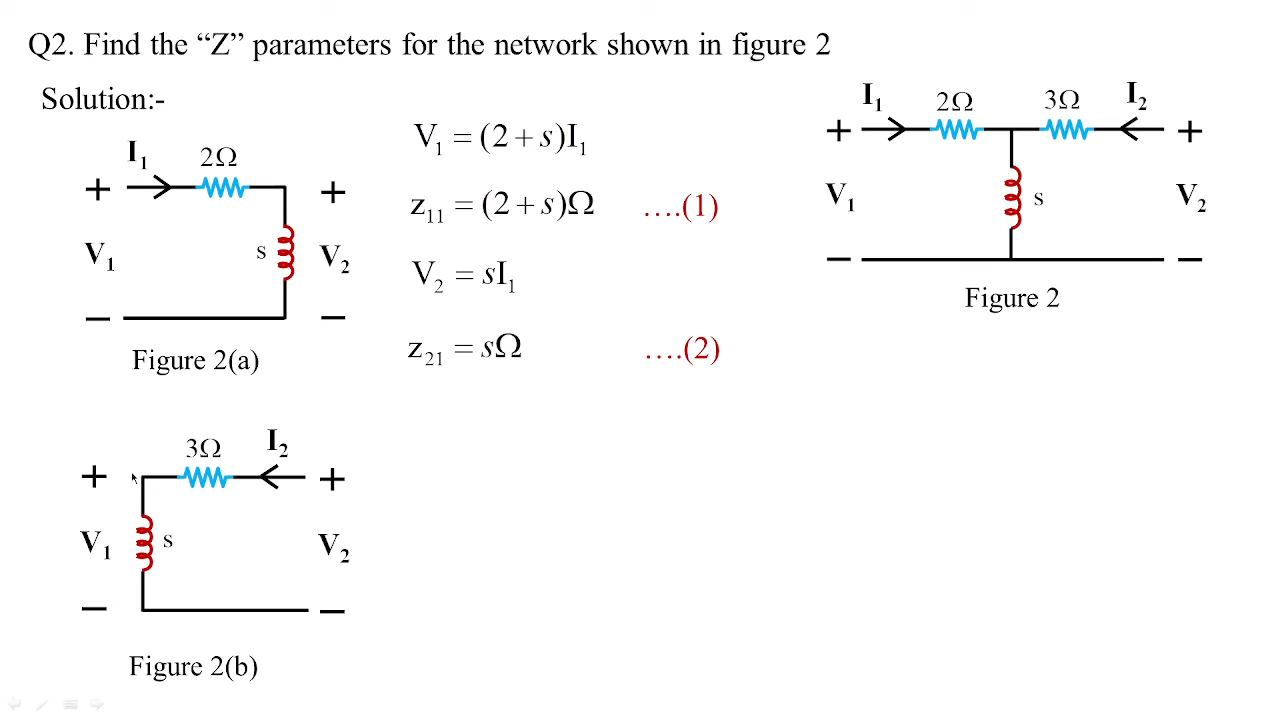 Q2. Find the “Z” parameters for the network shown in figure 2
Solution:-
I₁
2Ω
+
+
V₁
s
V₂
−
−
Figure 2(a)
V₁ = (2 + s)I₁
z₁₁ = (2 + s)Ω ....(1)
V₂ = sI₁
z₂₁ = sΩ ....(2)
I₁
2Ω
3Ω
I₂
+
+
V₁
s
V₂
−
−
Figure 2
3Ω
I₂
+
+
V₁
s
V₂
−
−
Figure 2(b)